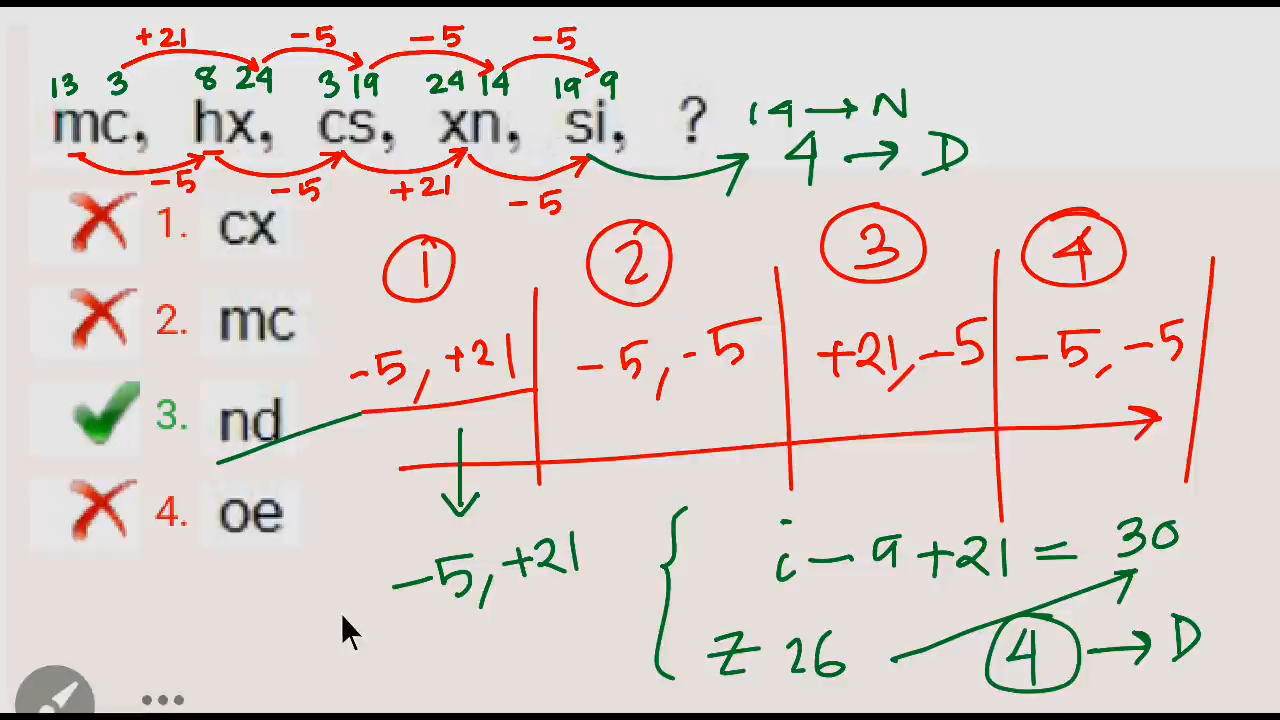 +21 -5 -5 -5
13 3 8 24 3 19 24 14 19 9
mc, hx, cs, xn, si, ? 14 → N
4 → D
-5 -5 +21 -5
1. cx
2. mc
3. nd
4. oe
1 2 3 4
-5, +21 -5, -5 +21, -5 -5, -5
-5, +21
i - 9 + 21 = 30
Z 26 4 → D